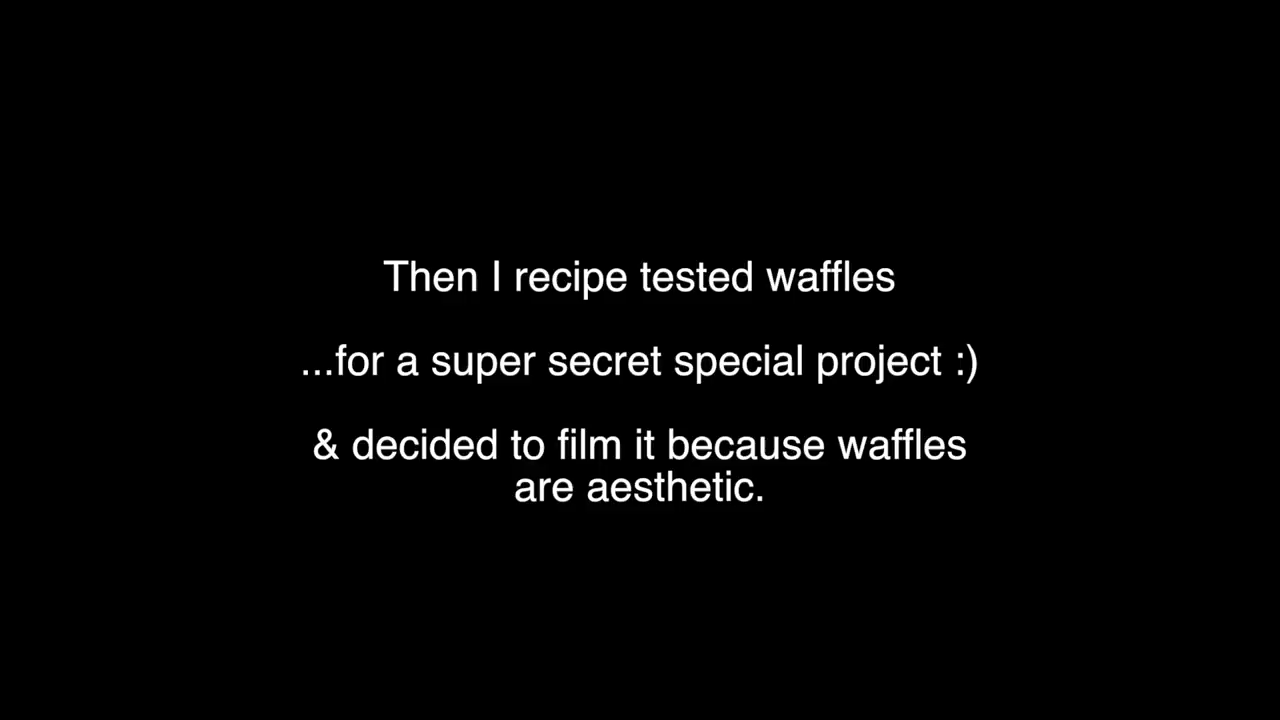 Then I recipe tested waffles
...for a super secret special project :)
& decided to film it because waffles
are aesthetic.